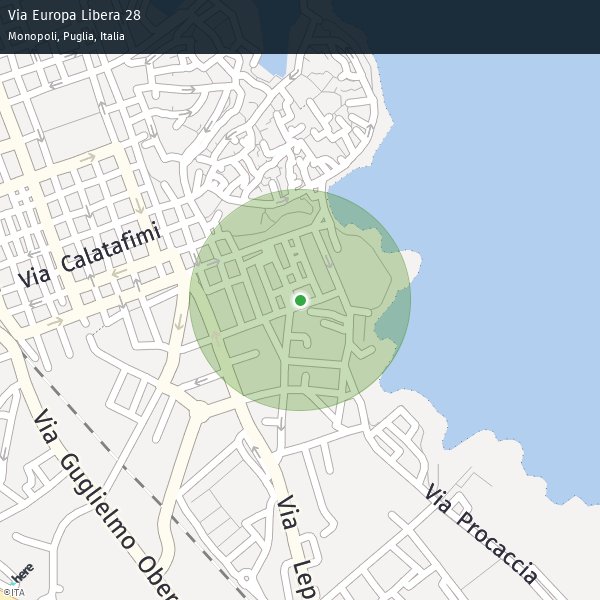 Via Europa Libera 28
Monopoli, Puglia, Italia
Via Calatafimi
Via Guglielmo Ober
Via Lep
Via Procaccia
here
©ITA